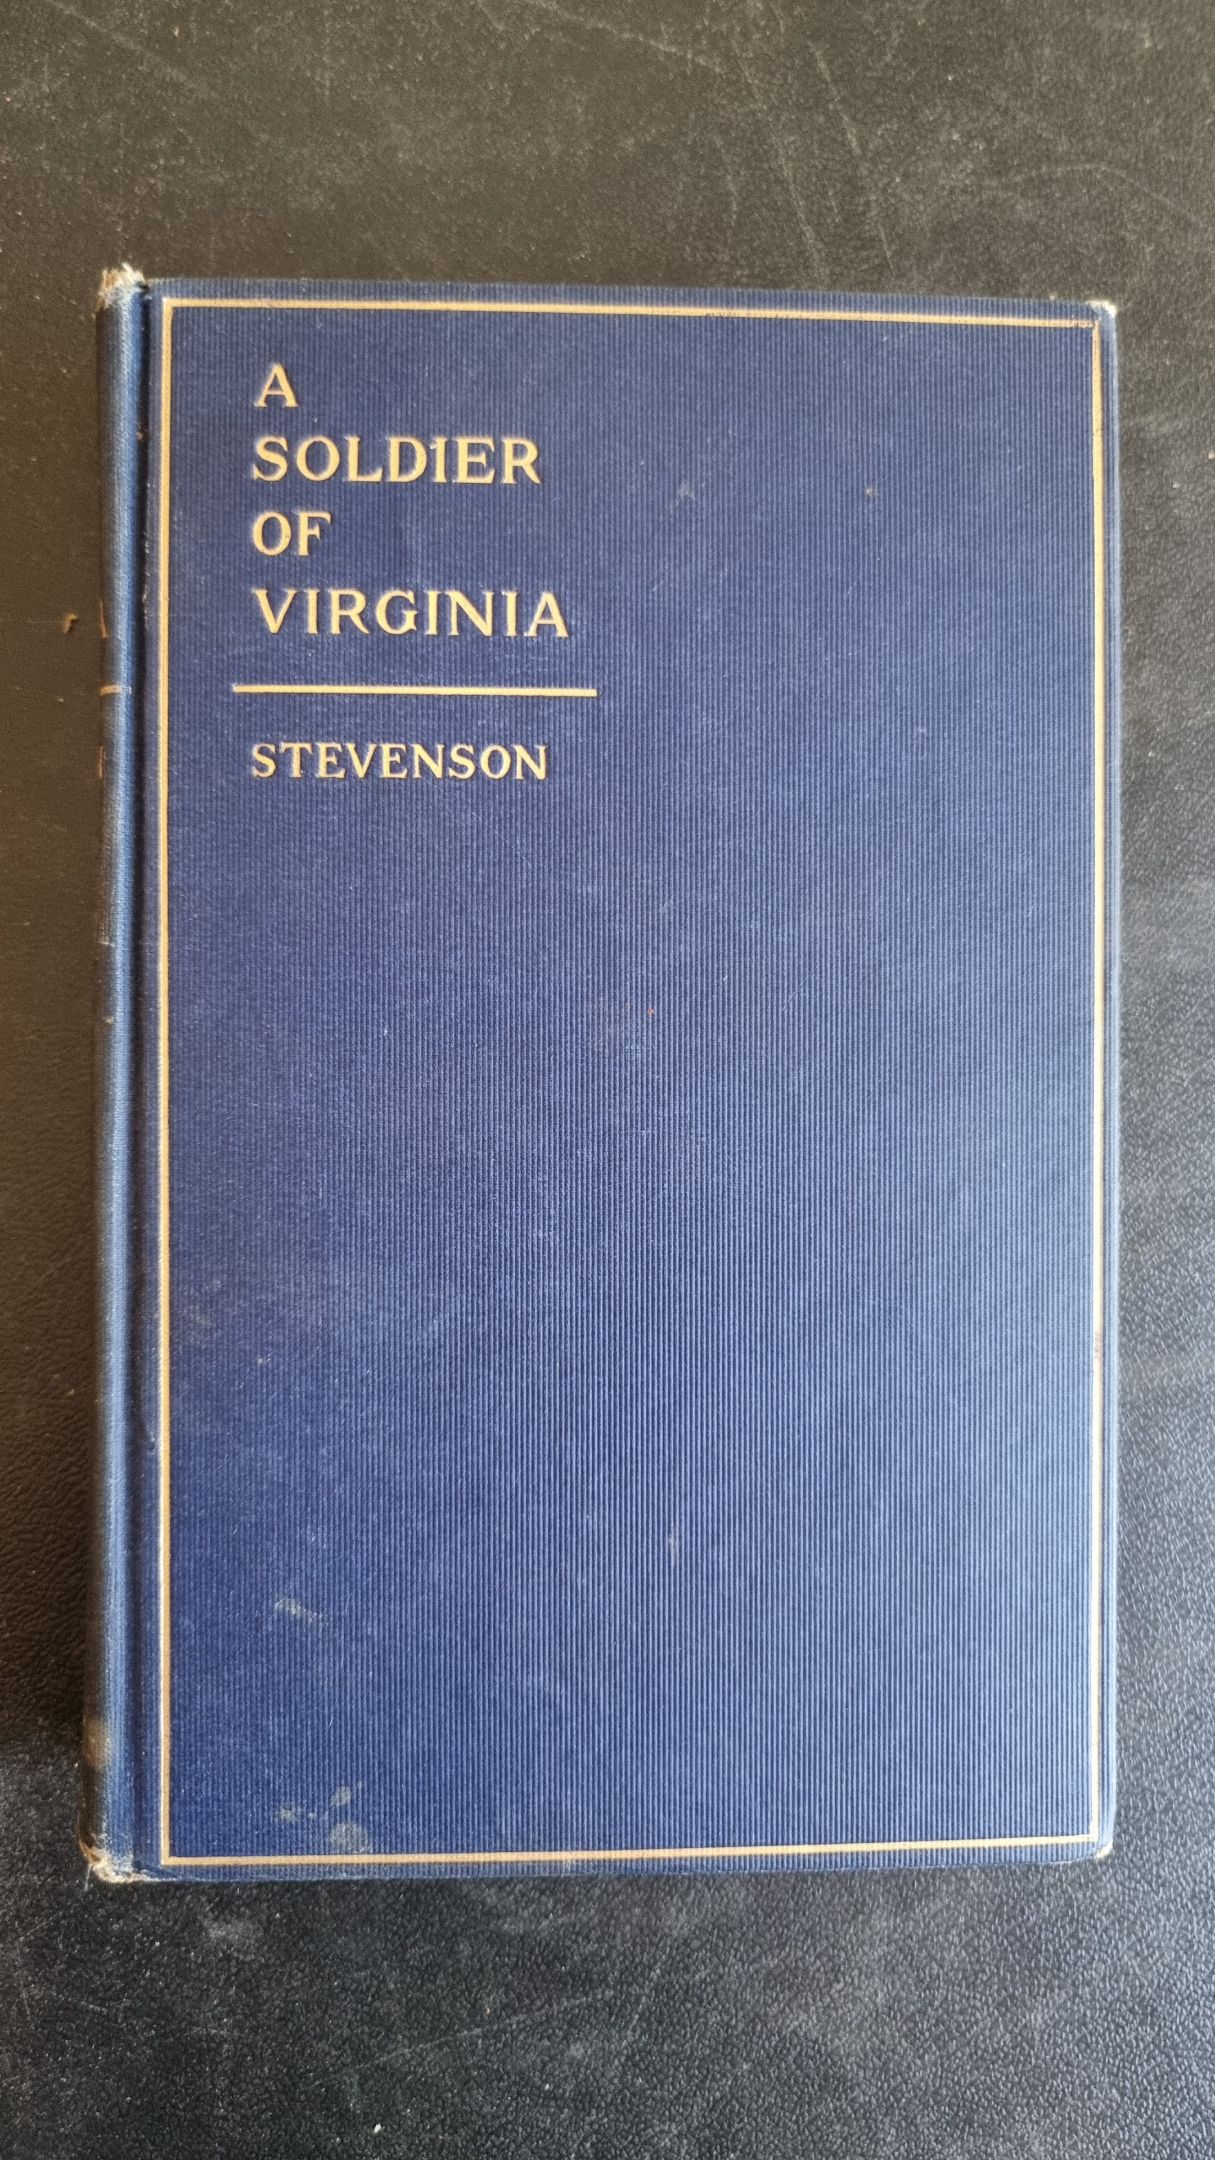 A
SOLDIER
OF
VIRGINIA
STEVENSON